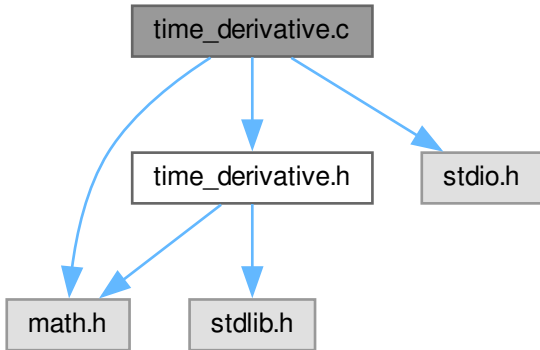 time_derivative.c
time_derivative.h
stdio.h
math.h
stdlib.h